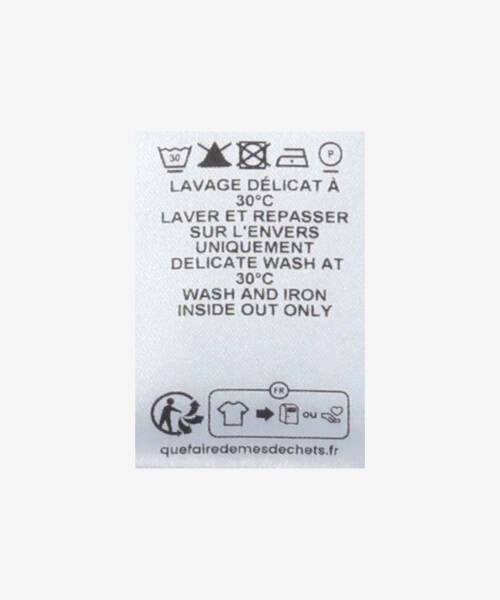 30 P
LAVAGE DÉLICAT À
30°C
LAVER ET REPASSER
SUR L'ENVERS
UNIQUEMENT
DELICATE WASH AT
30°C
WASH AND IRON
INSIDE OUT ONLY
FR
OU
quefairedemesdechets.fr